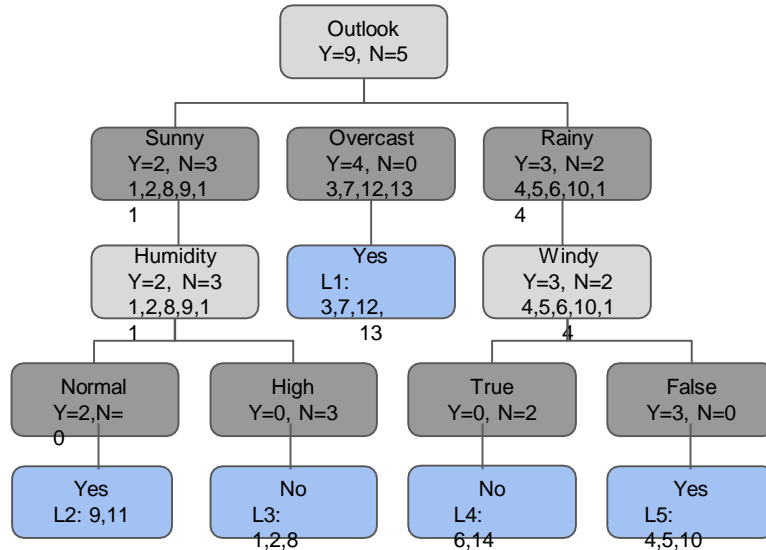 Outlook
Y=9, N=5
Sunny
Y=2, N=3
1,2,8,9,1
1
Overcast
Y=4, N=0
3,7,12,13
Rainy
Y=3, N=2
4,5,6,10,1
4
Humidity
Y=2, N=3
1,2,8,9,1
1
Yes
L1:
3,7,12,
13
Windy
Y=3, N=2
4,5,6,10,1
4
Normal
Y=2,N=
0
High
Y=0, N=3
True
Y=0, N=2
False
Y=3, N=0
Yes
L2: 9,11
No
L3:
1,2,8
No
L4:
6,14
Yes
L5:
4,5,10